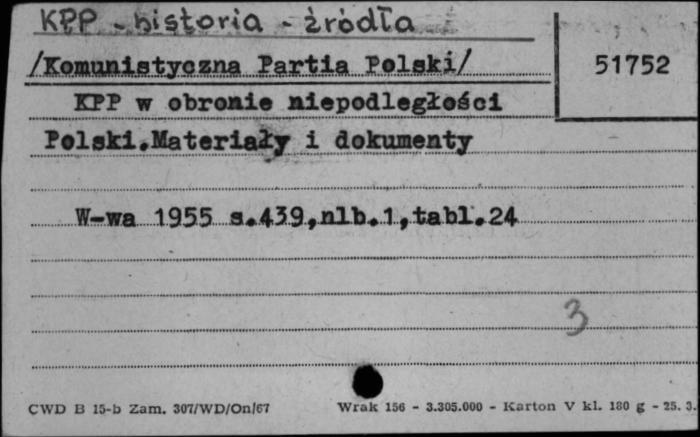 KPP - historia - źródła
/Komunistyczna Partia Polski/
51752
KPP w obronie niepodległości
Polski.Materiały i dokumenty
W-wa 1955 s.439,nlb.1,tabl.24
3
CWD B 15-b Zam. 307/WD/On/67
Wrak 156 - 3.305.000 - Karton V kl. 180 g - 25. 3.